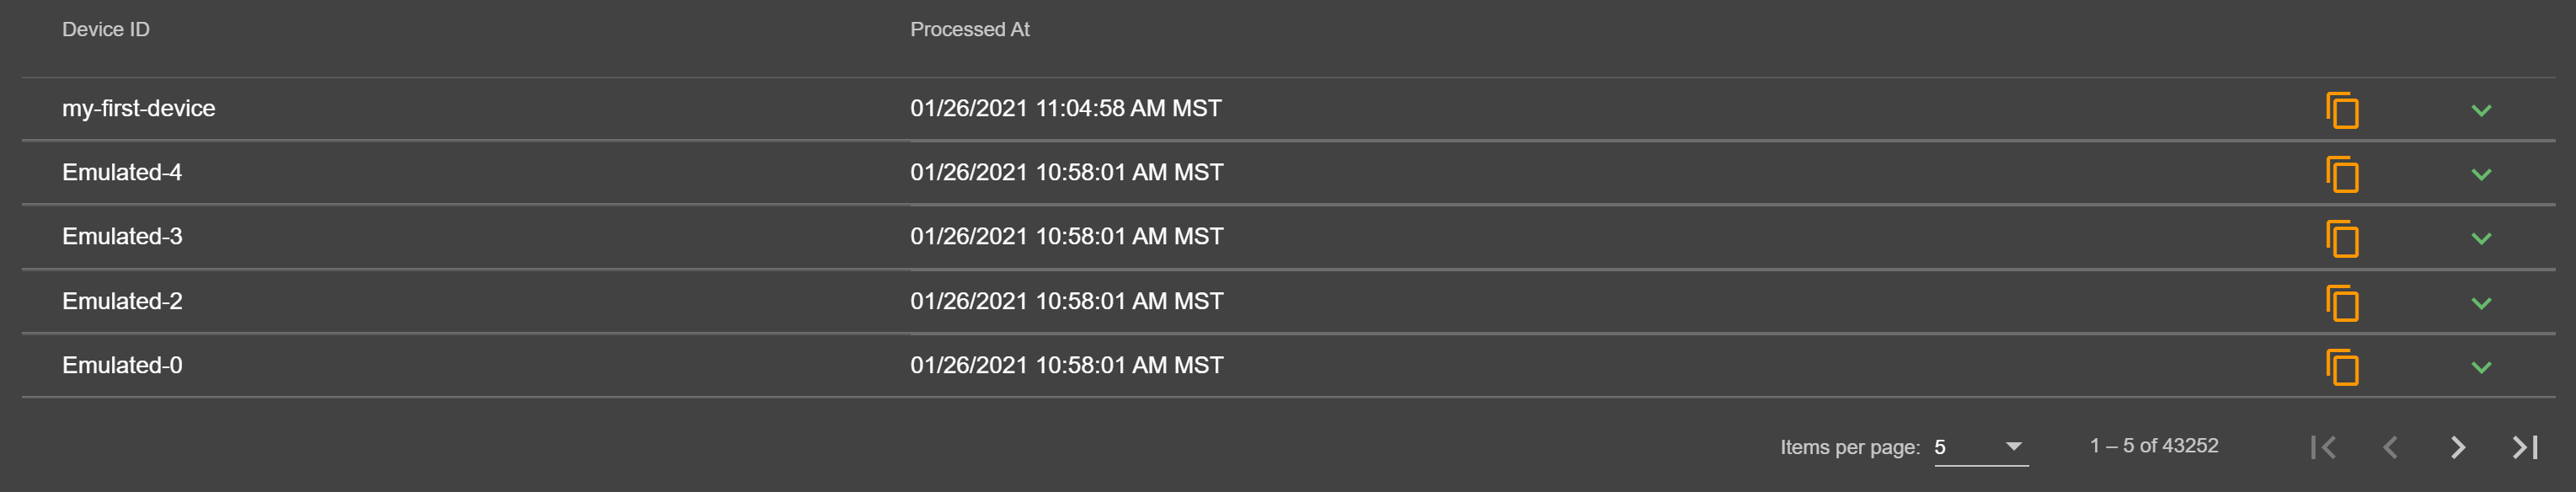 Device ID Processed At
my-first-device 01/26/2021 11:04:58 AM MST
Emulated-4 01/26/2021 10:58:01 AM MST
Emulated-3 01/26/2021 10:58:01 AM MST
Emulated-2 01/26/2021 10:58:01 AM MST
Emulated-0 01/26/2021 10:58:01 AM MST
Items per page: 5 1 – 5 of 43252